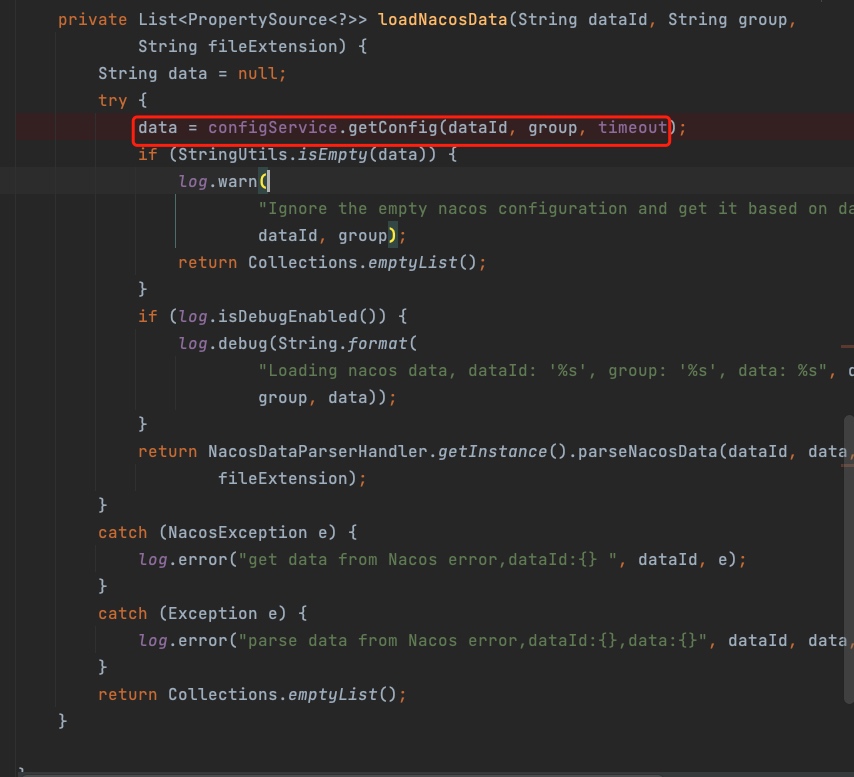 private List<PropertySource<?>> loadNacosData(String dataId, String group,
String fileExtension) {
String data = null;
try {
data = configService.getConfig(dataId, group, timeout);
if (StringUtils.isEmpty(data)) {
log.warn(
"Ignore the empty nacos configuration and get it based on da
dataId, group);
return Collections.emptyList();
}
if (log.isDebugEnabled()) {
log.debug(String.format(
"Loading nacos data, dataId: '%s', group: '%s', data: %s", d
group, data));
}
return NacosDataParserHandler.getInstance().parseNacosData(dataId, data,
fileExtension);
}
catch (NacosException e) {
log.error("get data from Nacos error,dataId:{} ", dataId, e);
}
catch (Exception e) {
log.error("parse data from Nacos error,dataId:{},data:{}", dataId, data,
}
return Collections.emptyList();
}